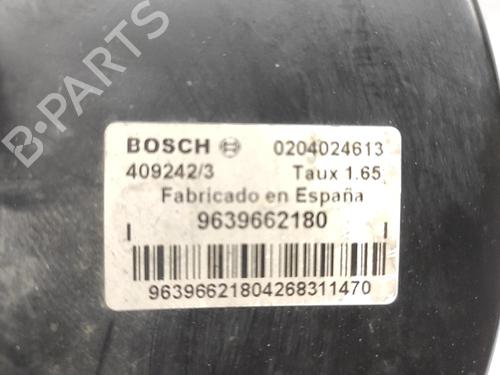 BOSCH 0204024613
409242/3 Taux 1.65
Fabricado en España
9639662180
I I
96396621804268311470
B-PARTS